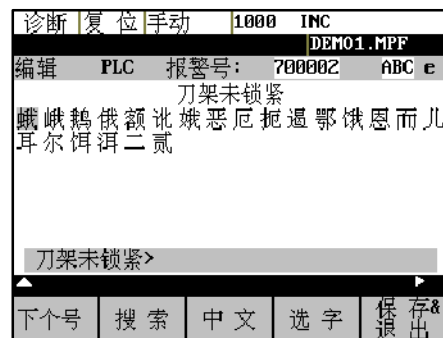 诊断 复 位 手动 1000 INC
DEMO1.MPF
编辑 PLC 报警号: 700002 ABC e
刀架未锁紧
蛾 峨 鹅 俄 额 讹 娥 恶 厄 扼 遏 鄂 饿 恩 而 儿
耳 尔 饵 洱 二 贰
刀架未锁紧>
下个号 搜 索 中 文 选 字 保 存&
退 出